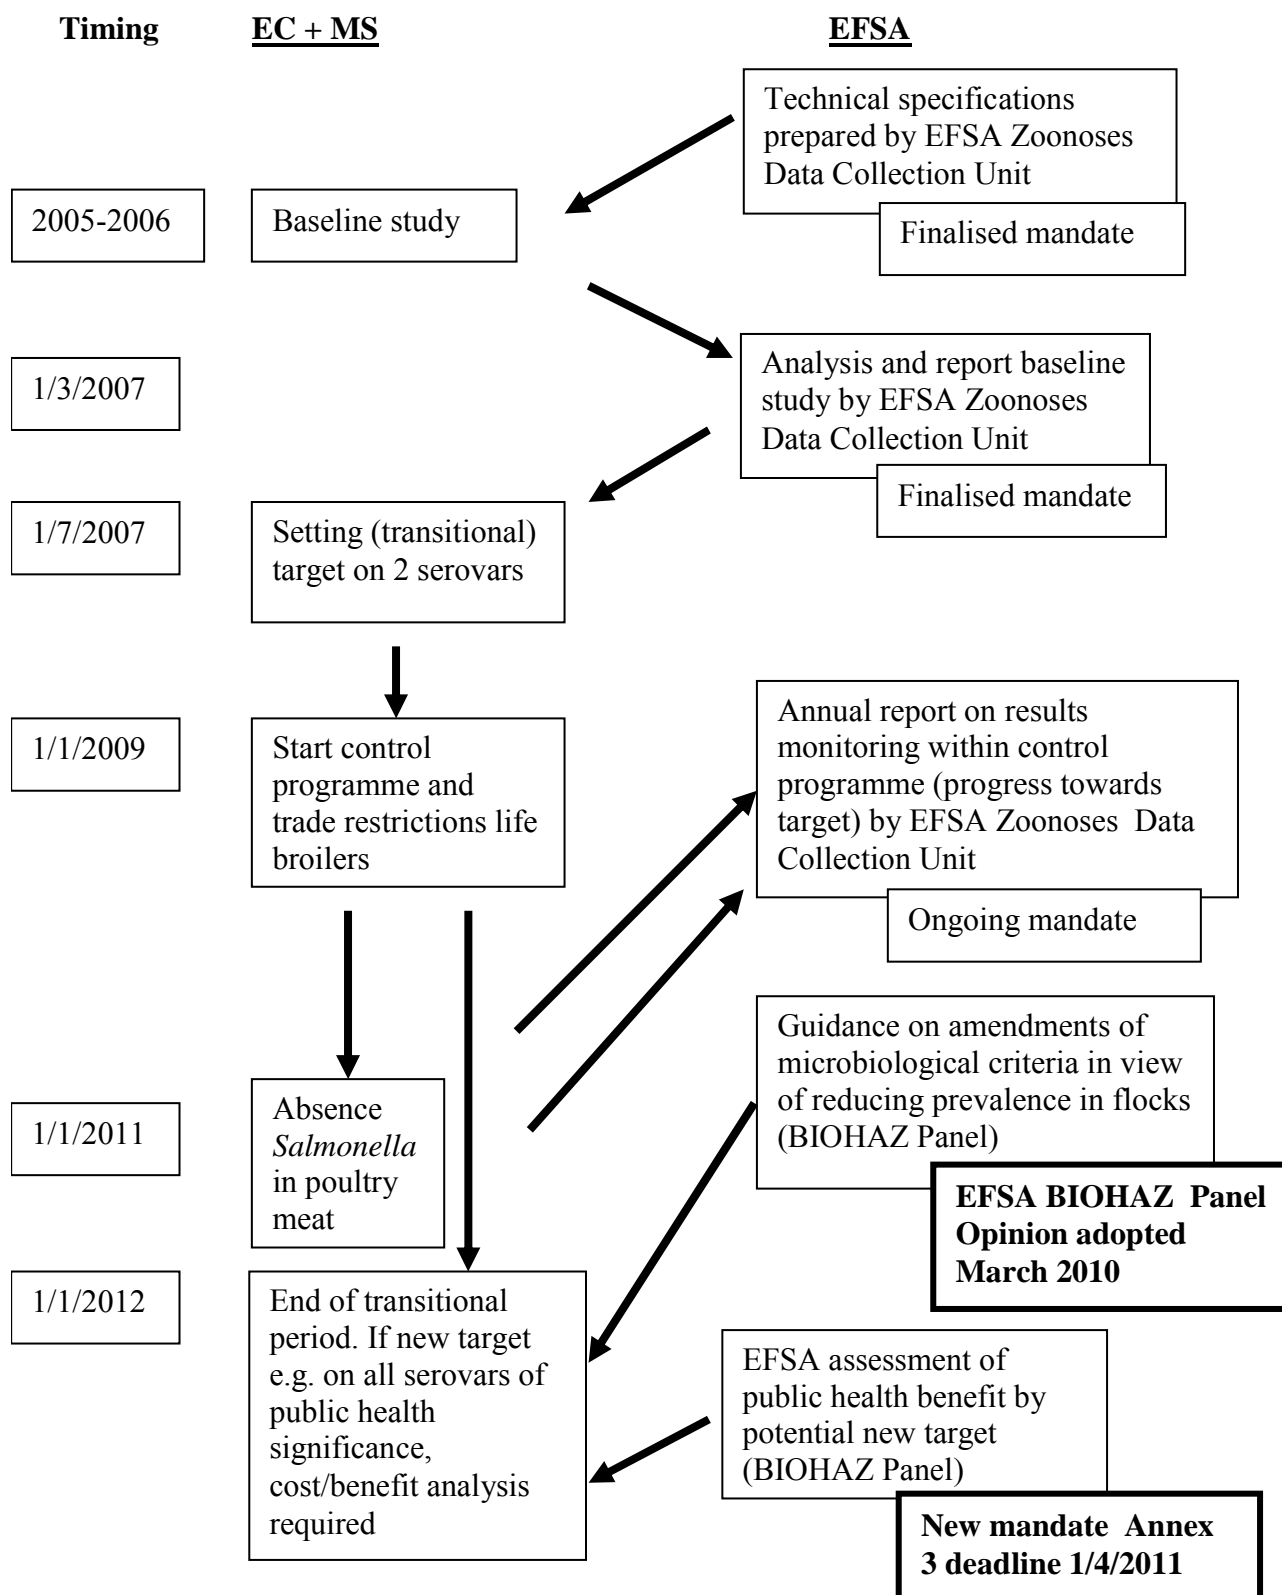 Timing EC + MS EFSA
Technical specifications
prepared by EFSA Zoonoses
Data Collection Unit
Finalised mandate
2005-2006
Baseline study
Analysis and report baseline
study by EFSA Zoonoses
Data Collection Unit
Finalised mandate
1/3/2007
1/7/2007
Setting (transitional)
target on 2 serovars
1/1/2009
Start control
programme and
trade restrictions life
broilers
Annual report on results
monitoring within control
programme (progress towards
target) by EFSA Zoonoses Data
Collection Unit
Ongoing mandate
Guidance on amendments of
microbiological criteria in view
of reducing prevalence in flocks
(BIOHAZ Panel)
EFSA BIOHAZ Panel
Opinion adopted
March 2010
1/1/2011
Absence
Salmonella
in poultry
meat
1/1/2012
End of transitional
period. If new target
e.g. on all serovars of
public health
significance,
cost/benefit analysis
required
EFSA assessment of
public health benefit by
potential new target
(BIOHAZ Panel)
New mandate Annex
3 deadline 1/4/2011